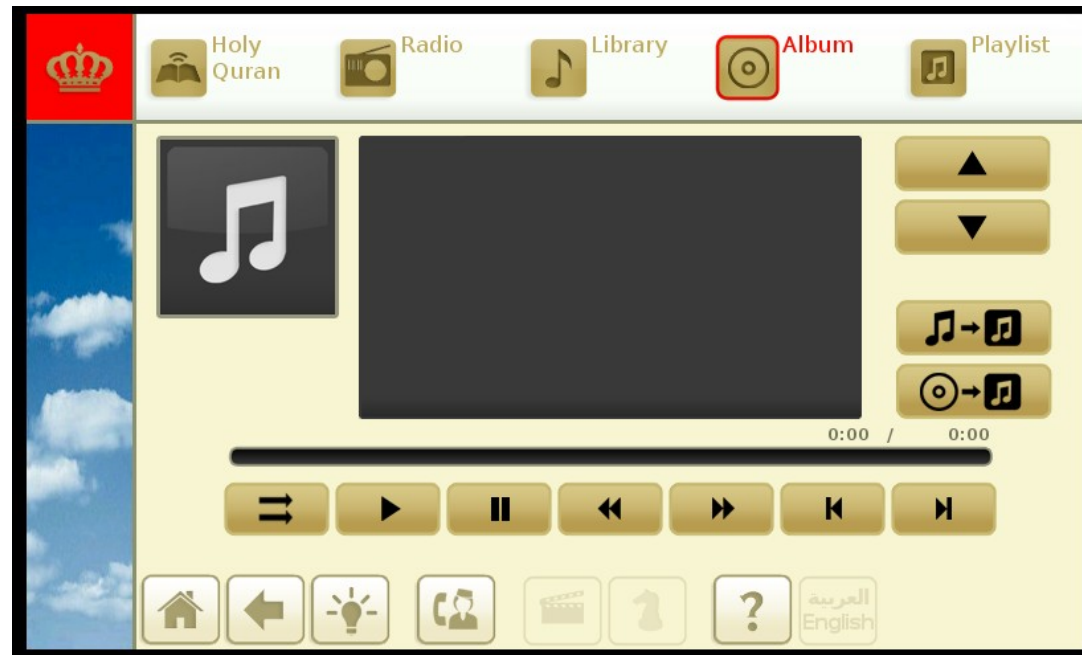 Holy
Quran
Radio
Library
Album
Playlist
0:00 / 0:00
?
العربية
English